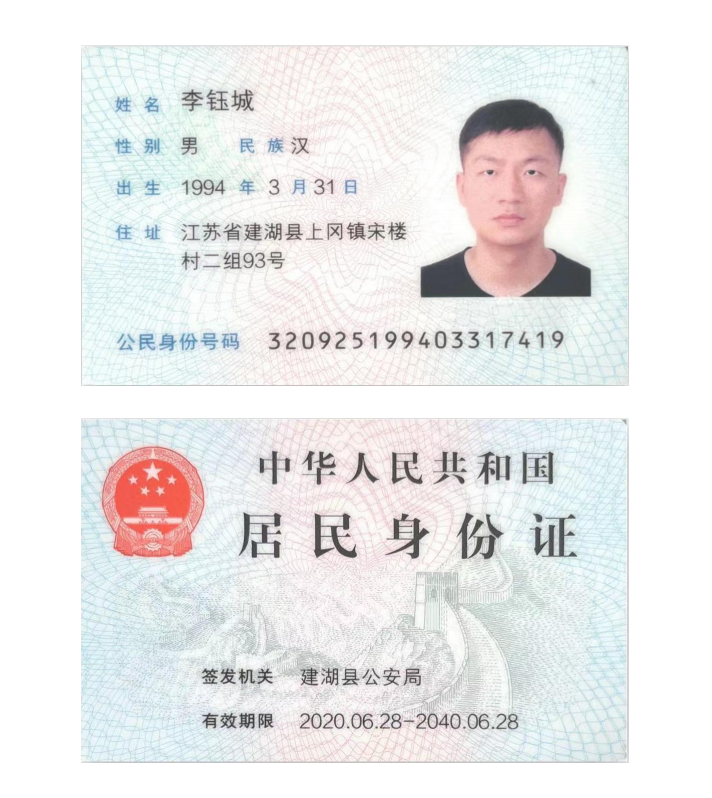 姓 名 李钰城
性 别 男 民 族 汉
出 生 1994 年 3 月 31 日
住 址 江苏省建湖县上冈镇宋楼
村二组93号
公民身份号码 320925199403317419
中华人民共和国
居民身份证
签发机关 建湖县公安局
有效期限 2020.06.28-2040.06.28